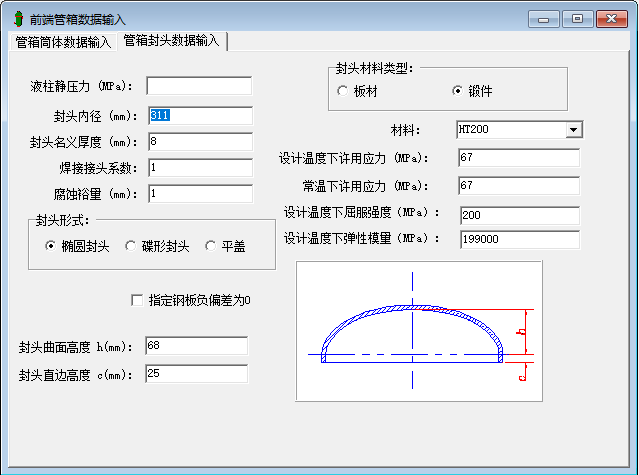 前端管箱数据输入
管箱筒体数据输入 管箱封头数据输入
液柱静压力 (MPa):
封头内径 (mm): 311
封头名义厚度 (mm): 8
焊接接头系数: 1
腐蚀裕量 (mm): 1
封头形式:
椭圆封头 碟形封头 平盖
指定钢板负偏差为0
封头曲面高度 h(mm): 68
封头直边高度 c(mm): 25
封头材料类型:
板材 锻件
材料: HT200
设计温度下许用应力 (MPa): 67
常温下许用应力 (MPa): 67
设计温度下屈服强度 (MPa): 200
设计温度下弹性模量 (MPa): 199000
h
c